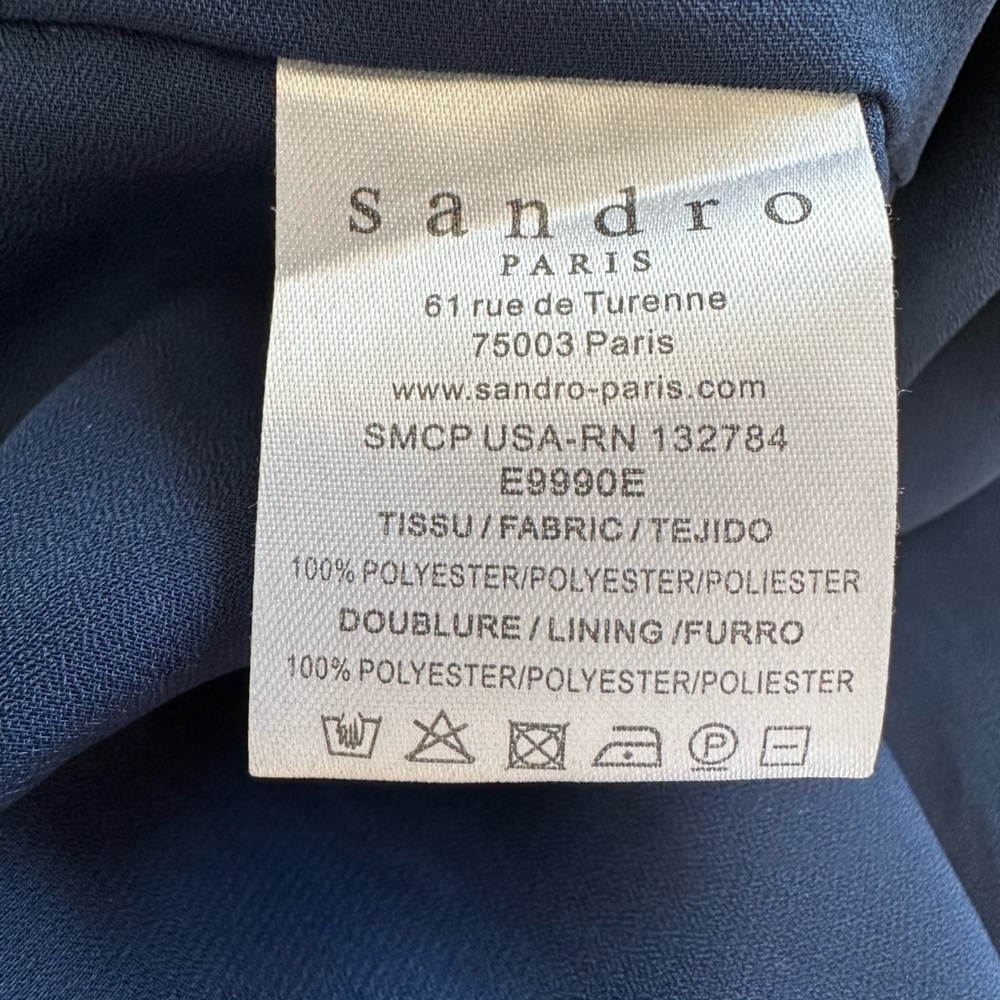 sandro
PARIS
61 rue de Turenne
75003 Paris
www.sandro-paris.com
SMCP USA-RN 132784
E9990E
TISSU / FABRIC / TEJIDO
100% POLYESTER/POLYESTER/POLIESTER
DOUBLURE / LINING /FURRO
100% POLYESTER/POLYESTER/POLIESTER
P